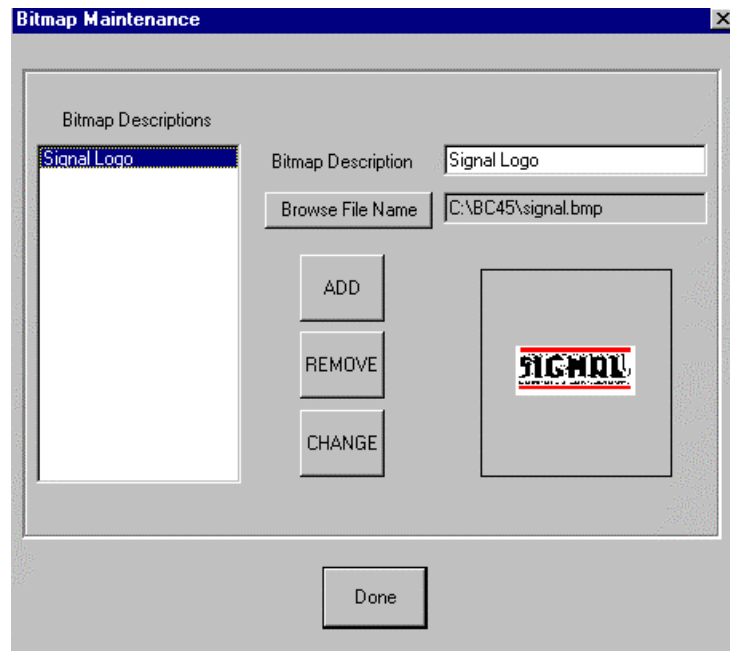 Bitmap Maintenance
Bitmap Descriptions
Signal Logo
Bitmap Description
Signal Logo
Browse File Name
C:\BC45\signal.bmp
ADD
REMOVE
CHANGE
SIGNAL
Done